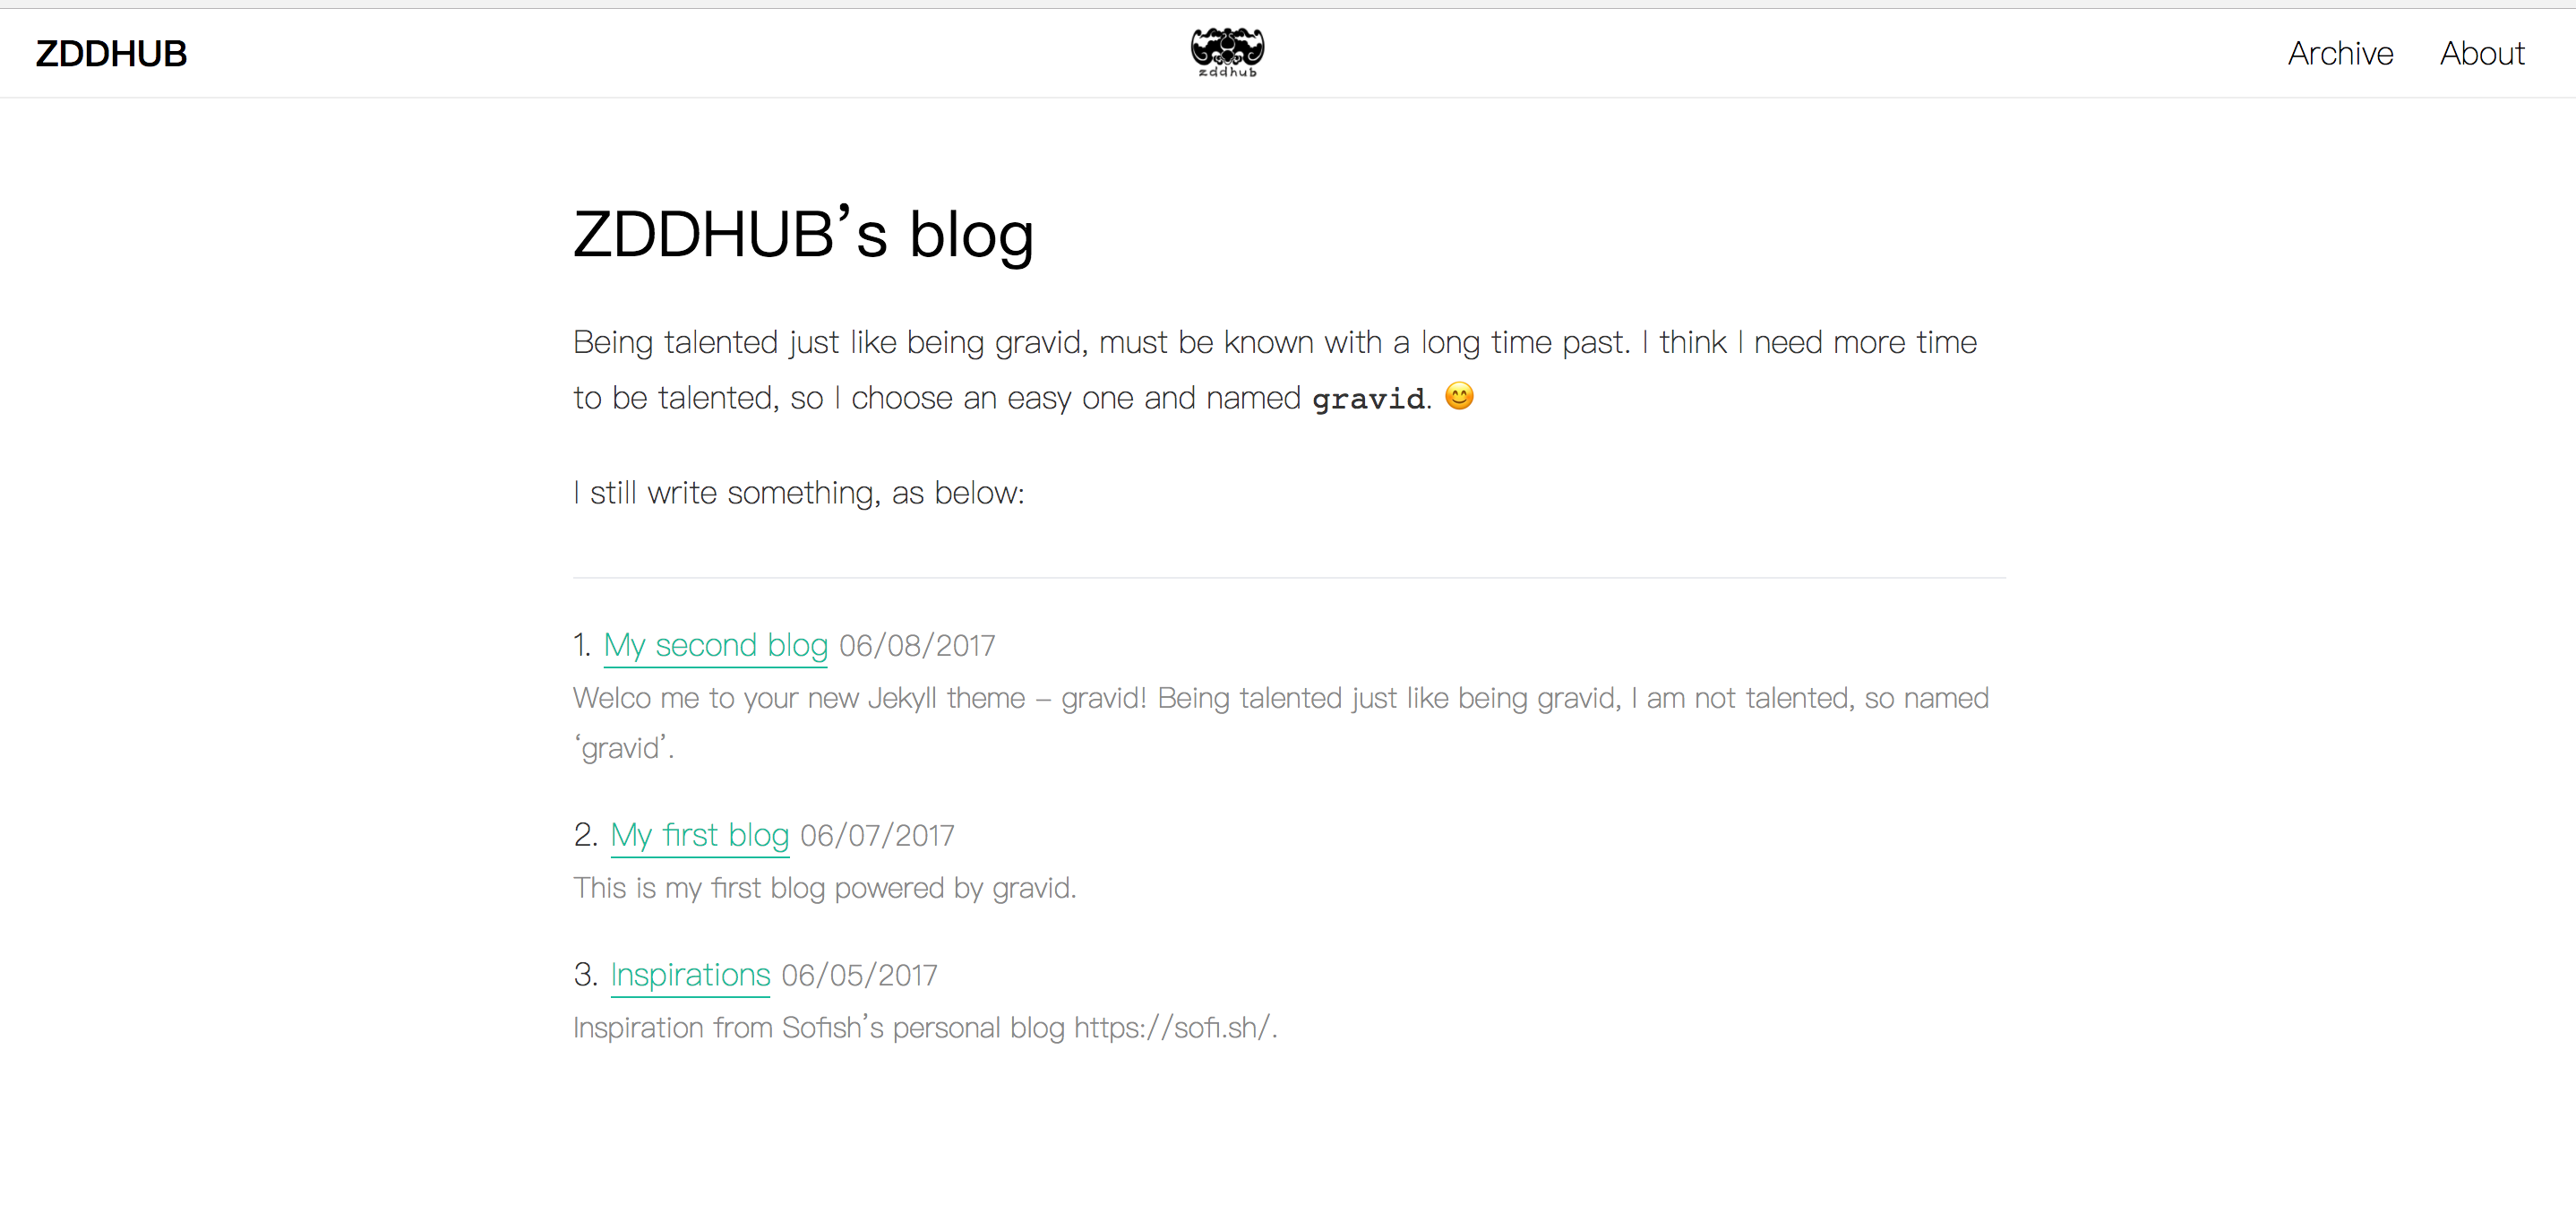 ZDDHUB
zddhub
Archive
About
ZDDHUB’s blog
Being talented just like being gravid, must be known with a long time past. I think I need more time
to be talented, so I choose an easy one and named gravid. 😊
I still write something, as below:
1. My second blog 06/08/2017
Welco me to your new Jekyll theme – gravid! Being talented just like being gravid, I am not talented, so named
‘gravid’.
2. My first blog 06/07/2017
This is my first blog powered by gravid.
3. Inspirations 06/05/2017
Inspiration from Sofish’s personal blog https://sofi.sh/.